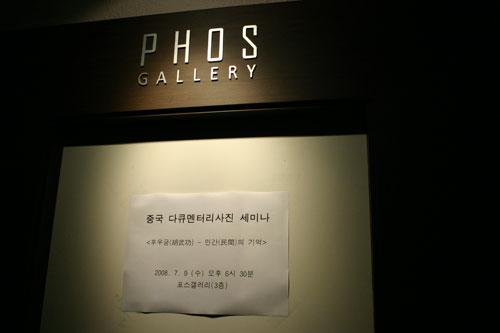 PHOS
GALLERY
중국 다큐멘터리사진 세미나
<후우궁(胡武功) - 민간(民間)의 기억>
2008. 7. 9 (수) 오후 6시 30분
포스갤러리(3층)